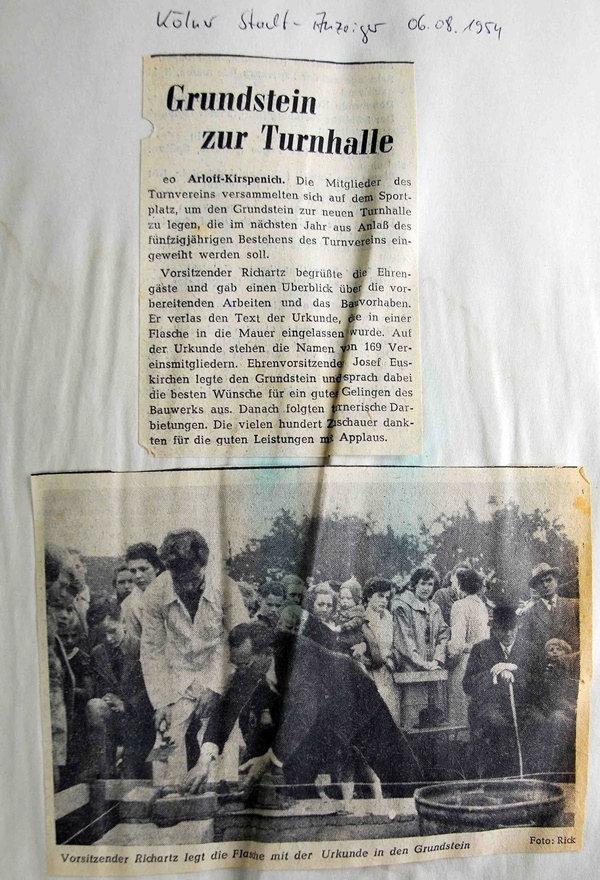 Kölner Stadt-Anzeiger 06.08.1954
Grundstein
zur Turnhalle
eo Arloff-Kirspenich. Die Mitglieder des
Turnvereins versammelten sich auf dem Sport-
platz, um den Grundstein zur neuen Turnhalle
zu legen, die im nächsten Jahr aus Anlaß des
fünfzigjährigen Bestehens des Turnvereins ein-
geweiht werden soll.
Vorsitzender Richartz begrüßte die Ehren-
gäste und gab einen Überblick über die vor-
bereitenden Arbeiten und das Bauvorhaben.
Er verlas den Text der Urkunde, die in einer
Flasche in die Mauer eingelassen wurde. Auf
der Urkunde stehen die Namen von 169 Ver-
einsmitgliedern. Ehrenvorsitzender Josef Eus-
kirchen legte den Grundstein und sprach dabei
die besten Wünsche für ein gutes Gelingen des
Bauwerks aus. Danach folgten turnerische Dar-
bietungen. Die vielen hundert Zuschauer dank-
ten für die guten Leistungen mit Applaus.
Vorsitzender Richartz legt die Flasche mit der Urkunde in den Grundstein
Foto: Rick